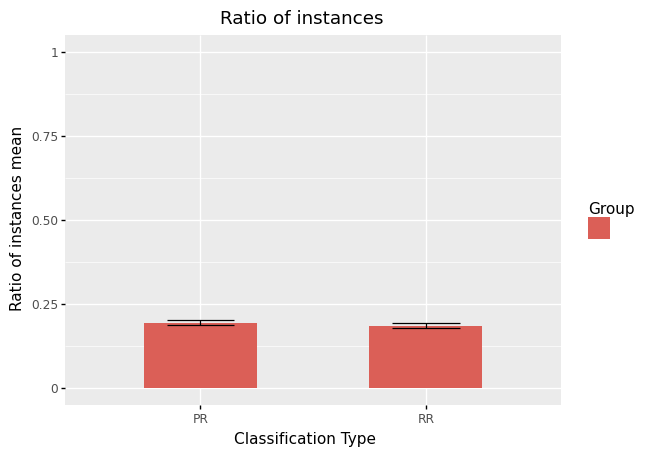 Ratio of instances
Ratio of instances mean
1
0.75
0.50
0.25
0
PR
RR
Classification Type
Group